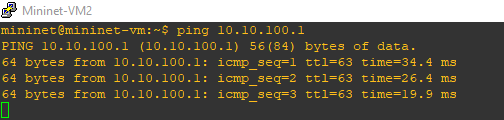 Mininet-VM2
mininet@mininet-vm:~$ ping 10.10.100.1
PING 10.10.100.1 (10.10.100.1) 56(84) bytes of data.
64 bytes from 10.10.100.1: icmp_seq=1 ttl=63 time=34.4 ms
64 bytes from 10.10.100.1: icmp_seq=2 ttl=63 time=26.4 ms
64 bytes from 10.10.100.1: icmp_seq=3 ttl=63 time=19.9 ms